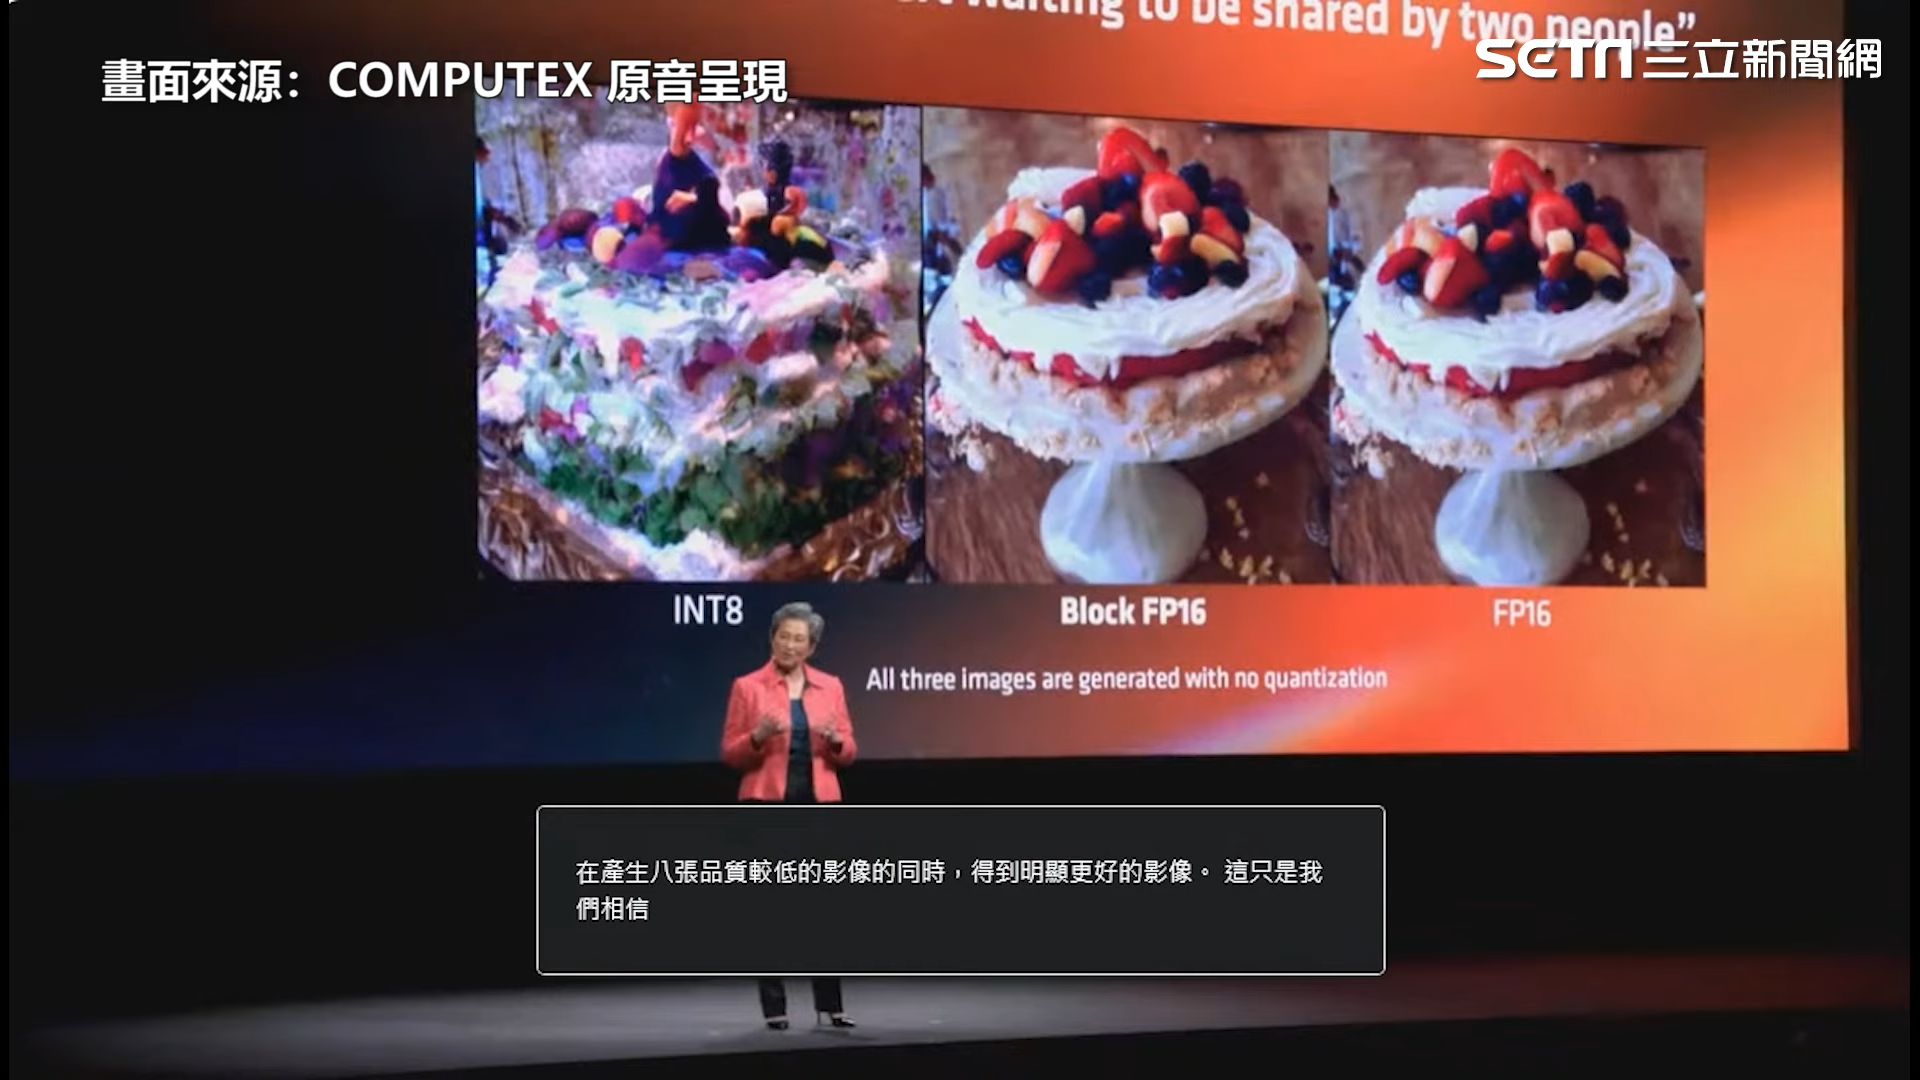 waiting to be shared by two people”
SETN三立新聞網
畫面來源：COMPUTEX 原音呈現
INT8
Block FP16
FP16
All three images are generated with no quantization
在產生八張品質較低的影像的同時，得到明顯更好的影像。 這只是我
們相信